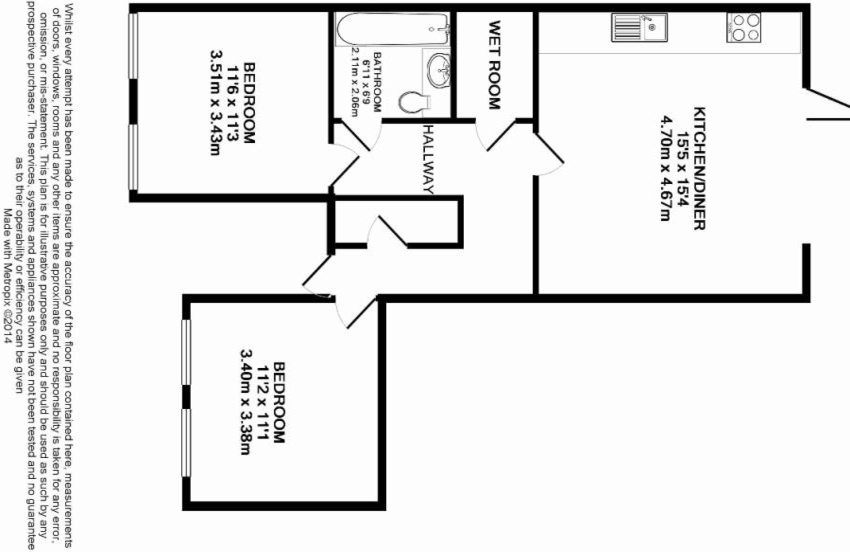 BEDROOM
11'6 x 11'3
3.51m x 3.43m
BATHROOM
6'11 x 6'9
2.11m x 2.06m
WET ROOM
HALLWAY
KITCHEN/DINER
15'5 x 15'4
4.70m x 4.67m
BEDROOM
11'2 x 11'1
3.40m x 3.38m
Whilst every attempt has been made to ensure the accuracy of the floor plan contained here, measurements
of doors, windows, rooms and any other items are approximate and no responsibility is taken for any error,
omission, or mis-statement. This plan is for illustrative purposes only and should be used as such by any
prospective purchaser. The services, systems and appliances shown have not been tested and no guarantee
as to their operability or efficiency can be given
Made with Metropix ©2014